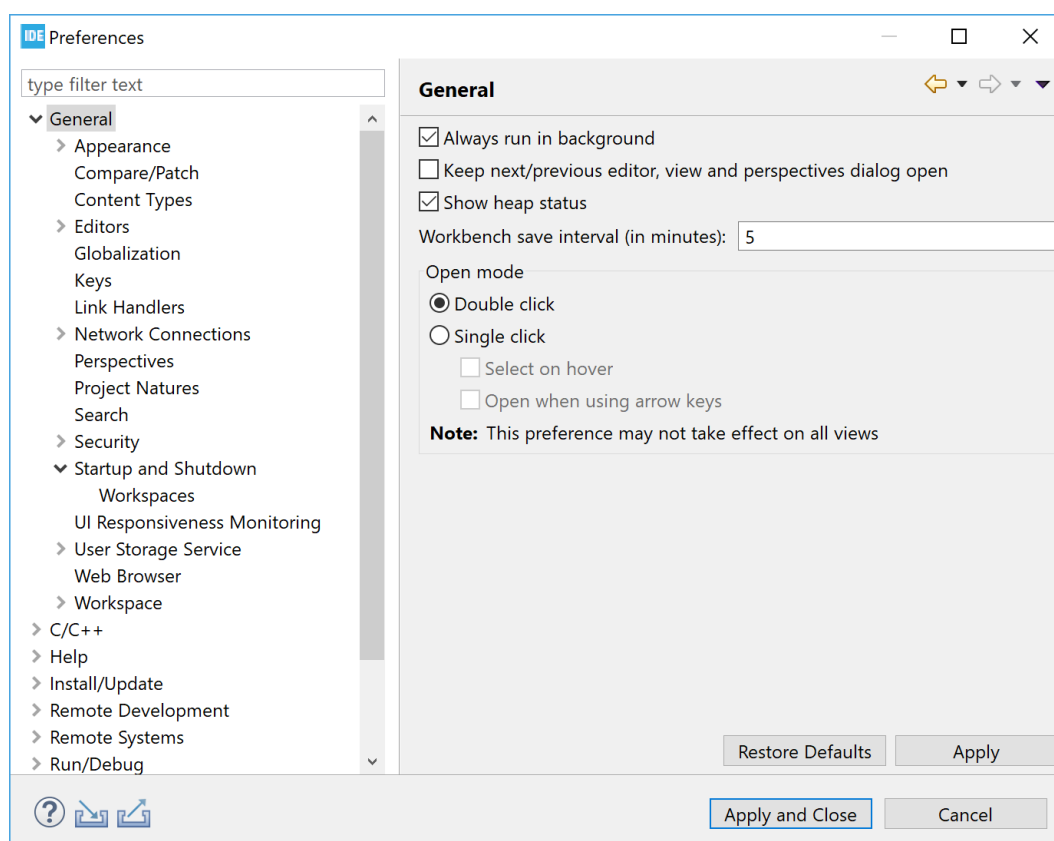 IDE Preferences
type filter text
General
Appearance
Compare/Patch
Content Types
Editors
Globalization
Keys
Link Handlers
Network Connections
Perspectives
Project Natures
Search
Security
Startup and Shutdown
Workspaces
UI Responsiveness Monitoring
User Storage Service
Web Browser
Workspace
C/C++
Help
Install/Update
Remote Development
Remote Systems
Run/Debug
General
Always run in background
Keep next/previous editor, view and perspectives dialog open
Show heap status
Workbench save interval (in minutes): 5
Open mode
Double click
Single click
Select on hover
Open when using arrow keys
Note: This preference may not take effect on all views
Restore Defaults Apply
? Apply and Close Cancel